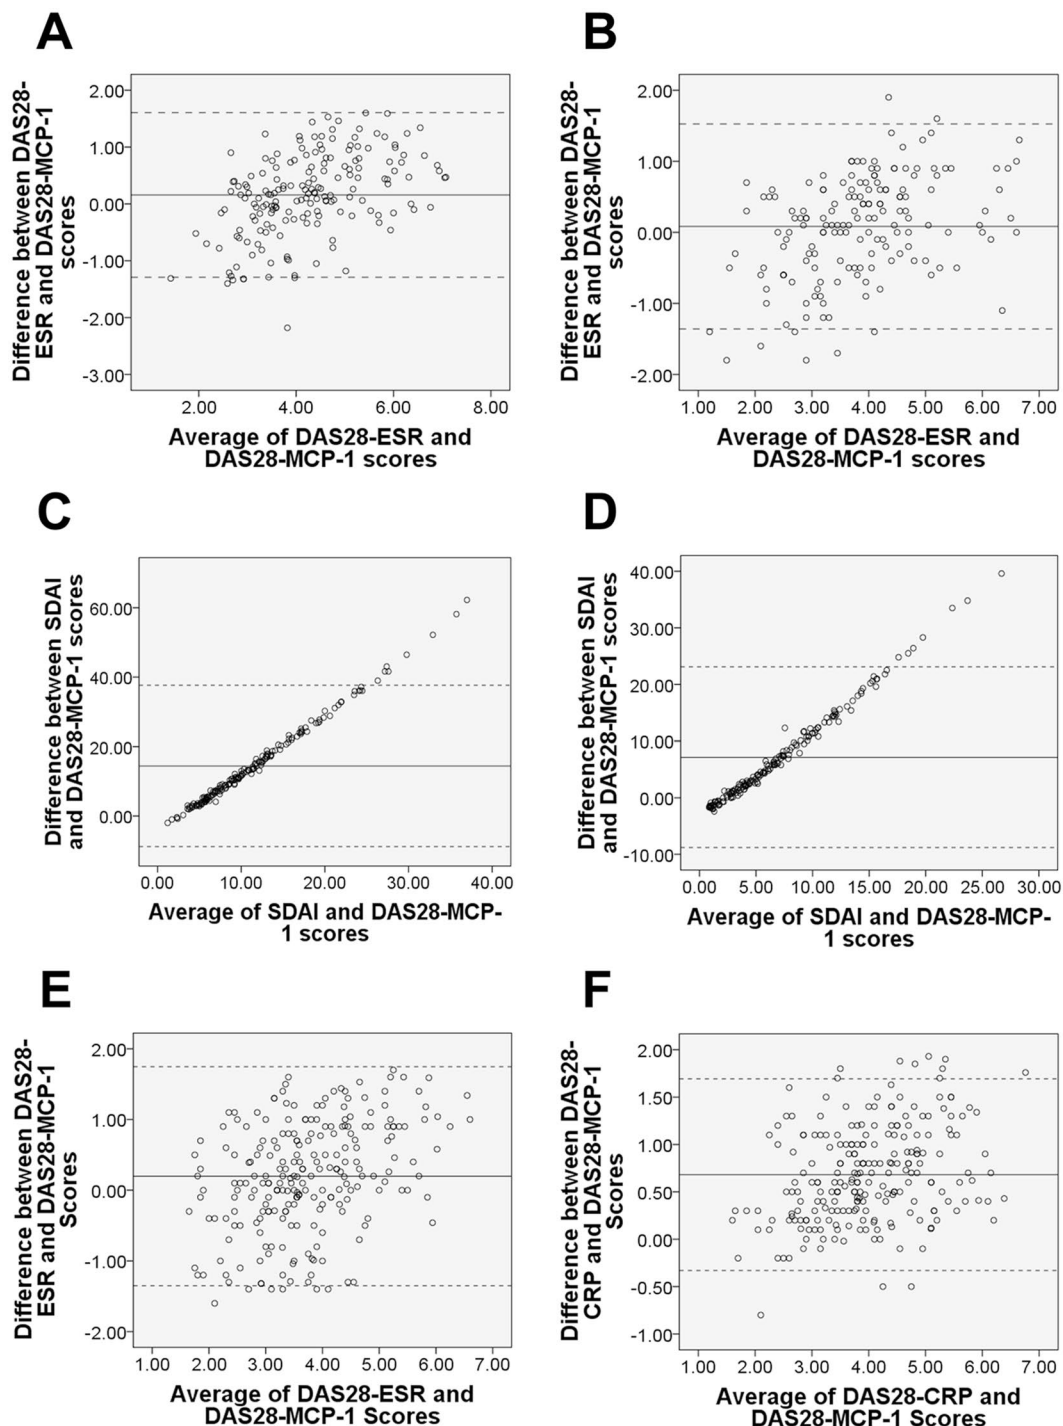 A
Difference between DAS28-
ESR and DAS28-MCP-1
scores
2.00
1.00
0.00
-1.00
-2.00
-3.00
2.00 4.00 6.00 8.00
Average of DAS28-ESR and
DAS28-MCP-1 scores
B
Difference between DAS28-
ESR and DAS28-MCP-1
scores
2.00
1.00
0.00
-1.00
-2.00
1.00 2.00 3.00 4.00 5.00 6.00 7.00
Average of DAS28-ESR and
DAS28-MCP-1 scores
C
Difference between SDAI
and DAS28-MCP-1 scores
60.00
40.00
20.00
0.00
0.00 10.00 20.00 30.00 40.00
Average of SDAI and DAS28-MCP-
1 scores
D
Difference between SDAI
and DAS28-MCP-1 scores
40.00
30.00
20.00
10.00
0.00
-10.00
0.00 5.00 10.00 15.00 20.00 25.00 30.00
Average of SDAI and DAS28-MCP-
1 scores
E
Difference between DAS28-
ESR and DAS28-MCP-1
Scores
2.00
1.00
0.00
-1.00
-2.00
1.00 2.00 3.00 4.00 5.00 6.00 7.00
Average of DAS28-ESR and
DAS28-MCP-1 Scores
F
Difference between DAS28-
CRP and DAS28-MCP-1
Scores
2.00
1.50
1.00
0.50
0.00
-0.50
-1.00
1.00 2.00 3.00 4.00 5.00 6.00 7.00
Average of DAS28-CRP and
DAS28-MCP-1 Scores